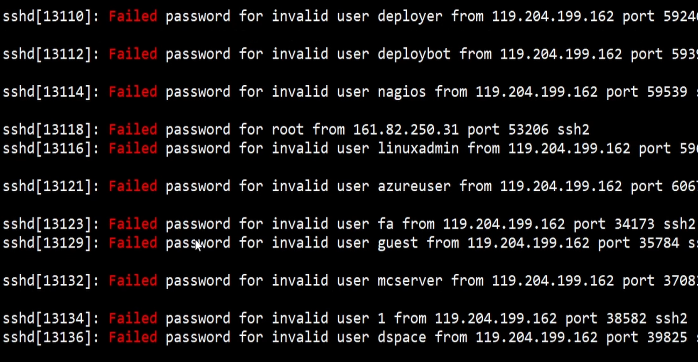 sshd[13110]: Failed password for invalid user deployer from 119.204.199.162 port 5924
sshd[13112]: Failed password for invalid user deploybot from 119.204.199.162 port 593
sshd[13114]: Failed password for invalid user nagios from 119.204.199.162 port 59539
sshd[13118]: Failed password for root from 161.82.250.31 port 53206 ssh2
sshd[13116]: Failed password for invalid user linuxadmin from 119.204.199.162 port 59
sshd[13121]: Failed password for invalid user azureuser from 119.204.199.162 port 606
sshd[13123]: Failed password for invalid user fa from 119.204.199.162 port 34173 ssh2
sshd[13129]: Failed password for invalid user guest from 119.204.199.162 port 35784 s
sshd[13132]: Failed password for invalid user mcserver from 119.204.199.162 port 3708
sshd[13134]: Failed password for invalid user 1 from 119.204.199.162 port 38582 ssh2
sshd[13136]: Failed password for invalid user dspace from 119.204.199.162 port 39825